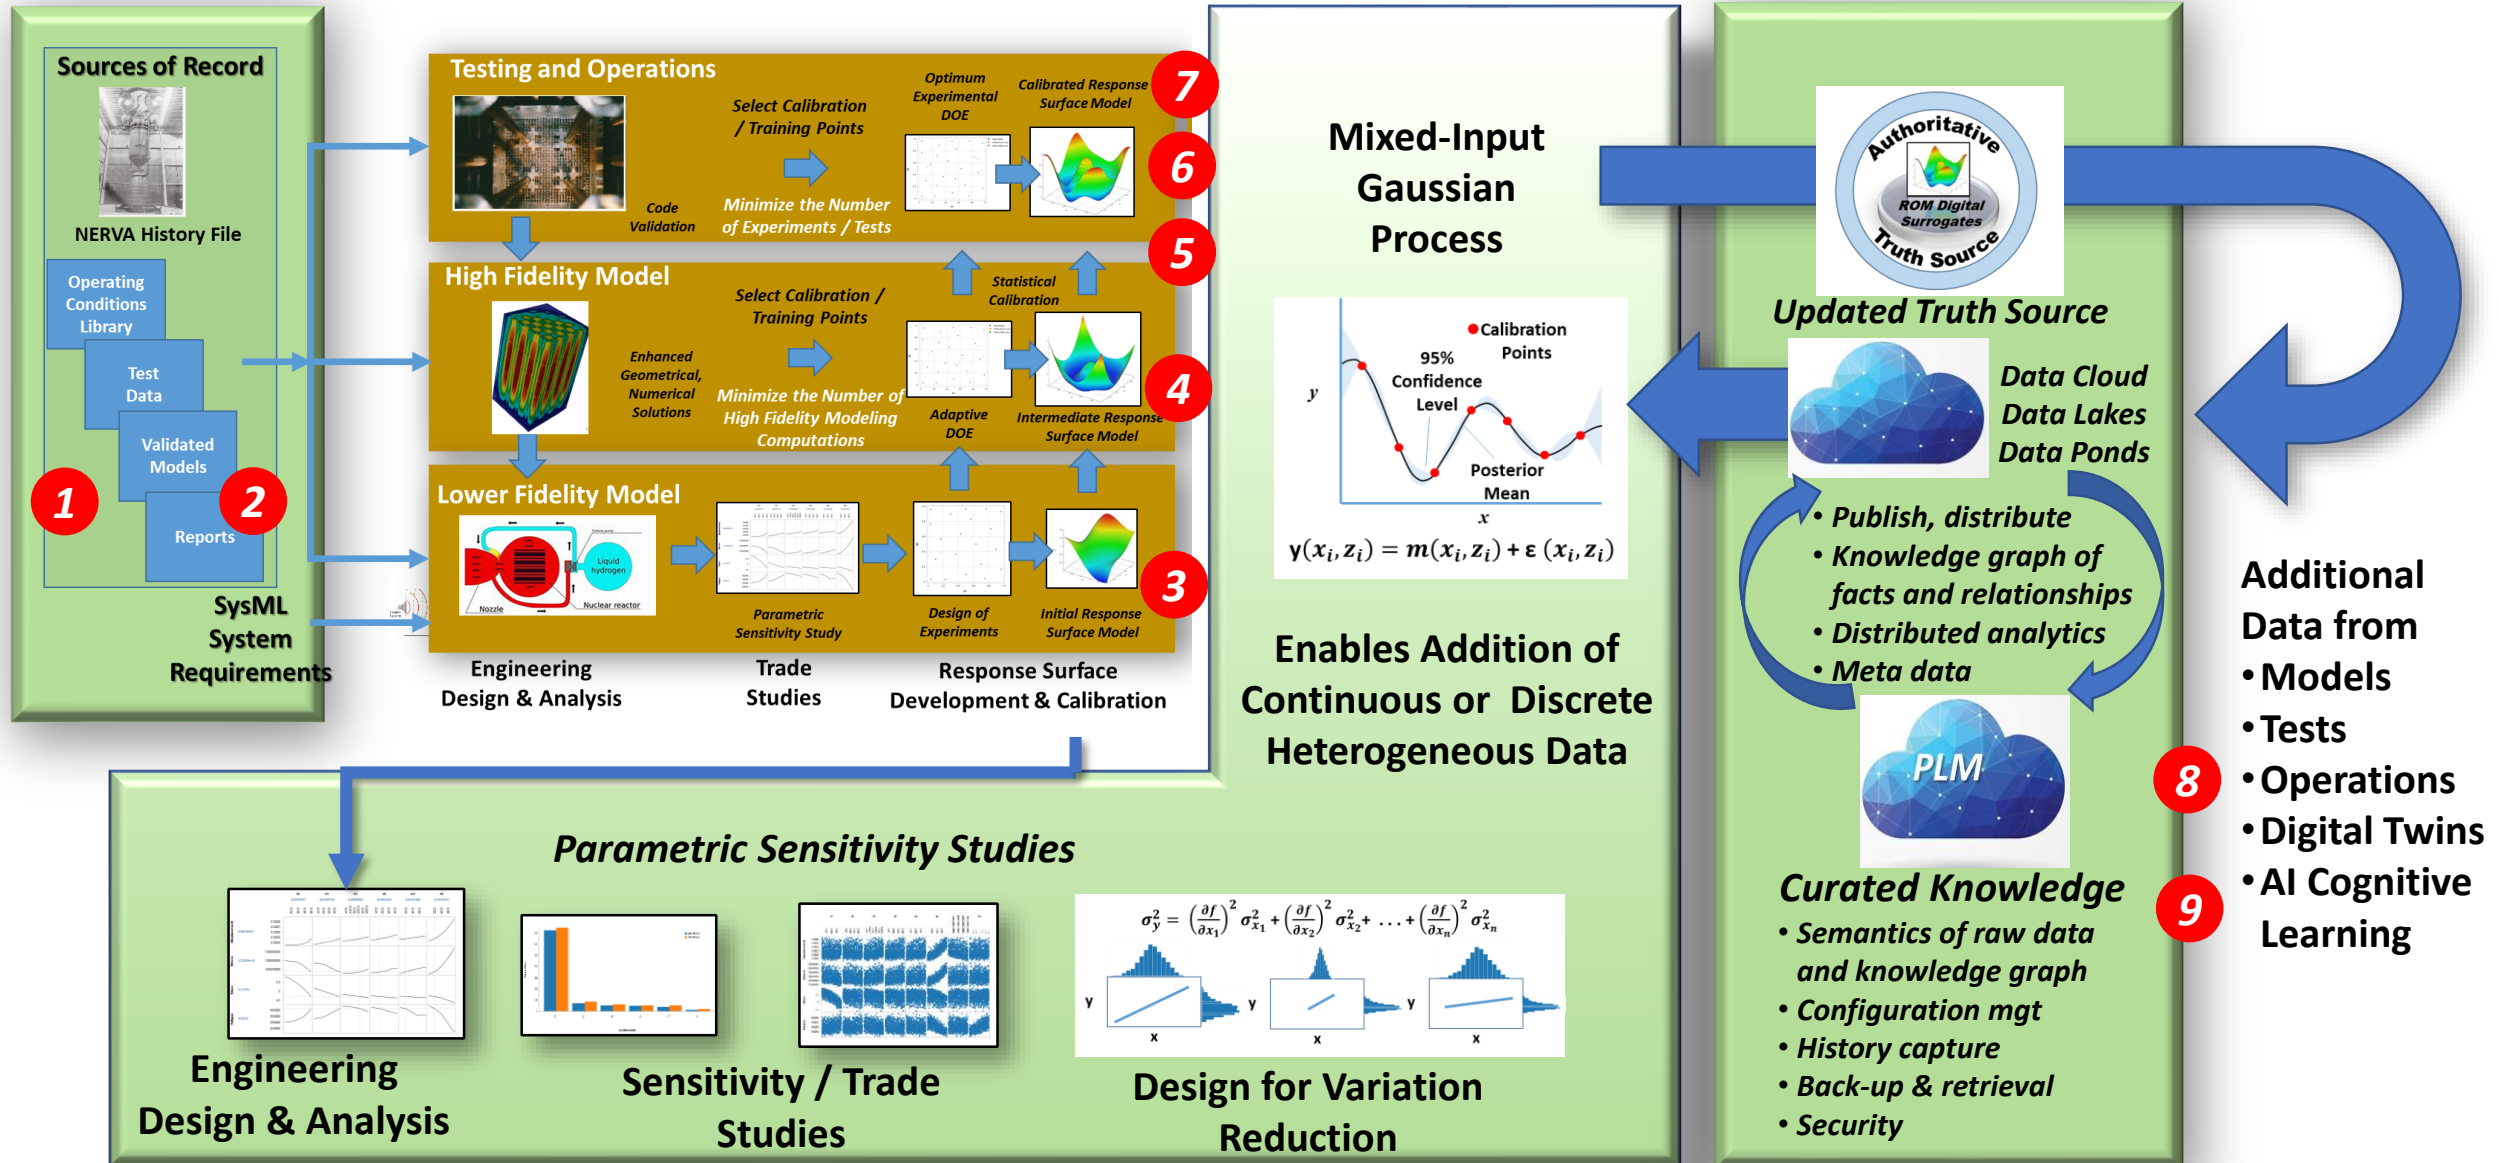 Sources of Record
NERVA History File
Operating
Conditions
Library
Test
Data
Validated
Models
Reports
1
2
SysML
System
Requirements
Testing and Operations
Code
Validation
Select Calibration
/ Training Points
Minimize the Number
of Experiments / Tests
Optimum
Experimental
DOE
Calibrated Response
Surface Model
7
6
5
High Fidelity Model
Enhanced
Geometrical,
Numerical
Solutions
Select Calibration /
Training Points
Minimize the Number of
High Fidelity Modeling
Computations
Statistical
Calibration
Adaptive
DOE
Intermediate Response
Surface Model
4
Lower Fidelity Model
Liquid
hydrogen
Nozzle
Nuclear reactor
Parametric
Sensitivity Study
Design of
Experiments
Initial Response
Surface Model
3
Engineering
Design & Analysis
Trade
Studies
Response Surface
Development & Calibration
Mixed-Input
Gaussian
Process
Calibration
Points
95%
Confidence
Level
y
Posterior
Mean
x
y(xᵢ, zᵢ) = m(xᵢ, zᵢ) + ε (xᵢ, zᵢ)
Enables Addition of
Continuous or Discrete
Heterogeneous Data
Authoritative
ROM Digital
Surrogates
Truth Source
Updated Truth Source
Data Cloud
Data Lakes
Data Ponds
• Publish, distribute
• Knowledge graph of
facts and relationships
• Distributed analytics
• Meta data
PLM
8
Curated Knowledge
9
• Semantics of raw data
and knowledge graph
• Configuration mgt
• History capture
• Back-up & retrieval
• Security
Additional
Data from
• Models
• Tests
• Operations
• Digital Twins
• AI Cognitive
Learning
Parametric Sensitivity Studies
Engineering
Design & Analysis
Sensitivity / Trade
Studies
σ²_y = (∂f/∂x₁)² σ²_x₁ + (∂f/∂x₂)² σ²_x₂ + . . . + (∂f/∂xₙ)² σ²_xₙ
y
x
y
x
y
x
Design for Variation
Reduction